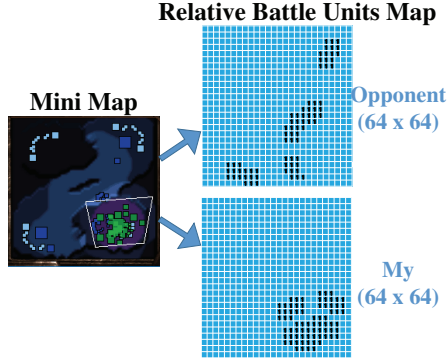 Relative Battle Units Map
Mini Map
Opponent
(64 x 64)
My
(64 x 64)